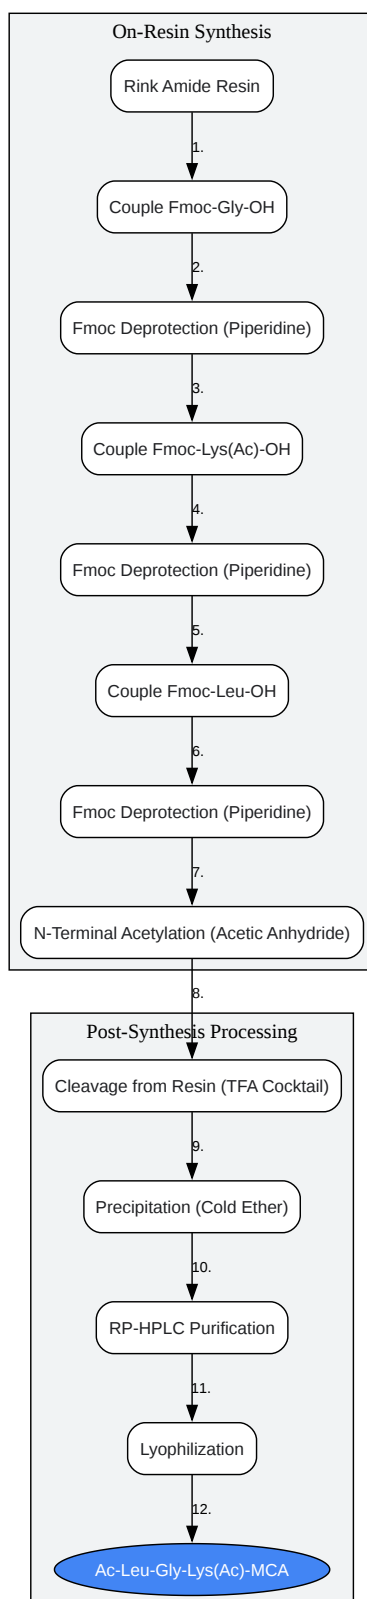 On-Resin Synthesis
Rink Amide Resin
1.
Couple Fmoc-Gly-OH
2.
Fmoc Deprotection (Piperidine)
3.
Couple Fmoc-Lys(Ac)-OH
4.
Fmoc Deprotection (Piperidine)
5.
Couple Fmoc-Leu-OH
6.
Fmoc Deprotection (Piperidine)
7.
N-Terminal Acetylation (Acetic Anhydride)
8.
Post-Synthesis Processing
Cleavage from Resin (TFA Cocktail)
9.
Precipitation (Cold Ether)
10.
RP-HPLC Purification
11.
Lyophilization
12.
Ac-Leu-Gly-Lys(Ac)-MCA